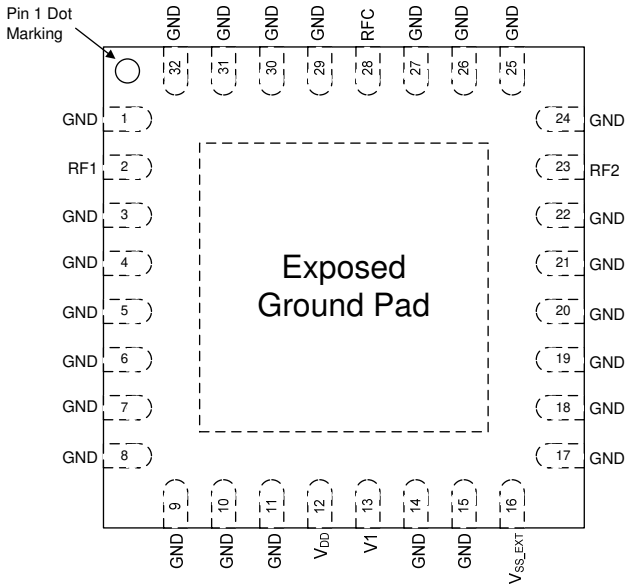 Pin 1 Dot
Marking
GND GND GND GND RFC GND GND GND
32 31 30 29 28 27 26 25
GND 1
24 GND
RF1 2
23 RF2
GND 3
22 GND
GND 4
21 GND
GND 5
20 GND
GND 6
19 GND
GND 7
18 GND
GND 8
17 GND
Exposed
Ground Pad
9 10 11 12 13 14 15 16
GND GND GND VDD V1 GND GND VSS_EXT